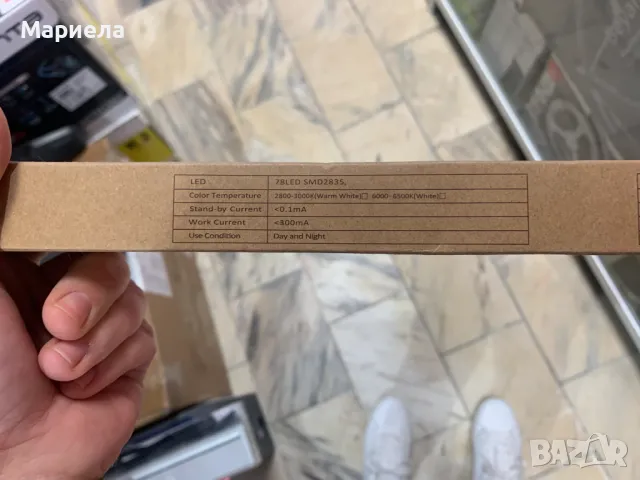 Мариела
LED 78LED SMD2835,
Color Temperature 2800-3000K(Warm White)☐ 6000-6500K(White)☐
Stand-by Current <0.1mA
Work Current <300mA
Use Condition Day and Night
BAZAR